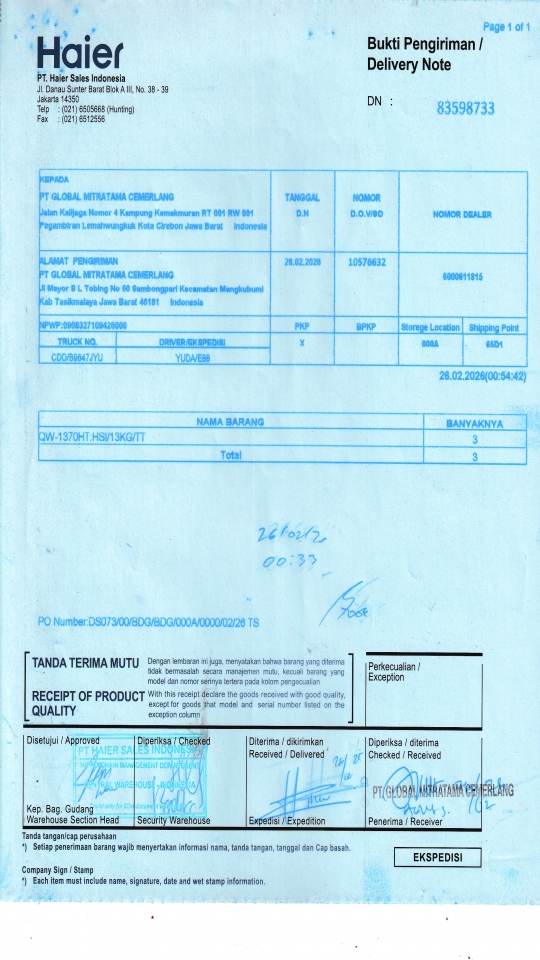 Page 1 of 1
Haier
Bukti Pengiriman /
Delivery Note
PT. Haier Sales Indonesia
Jl. Danau Sunter Barat Blok A III, No. 38 - 39
Jakarta 14350
Telp : (021) 6505668 (Hunting)
Fax : (021) 6512556
DN : 83598733
KEPADA
PT GLOBAL MITRATAMA CEMERLANG
Jalan Kalijaga Nomor 4 Kampung Kemakmuran RT 001 RW 001
Pegambiran Lemahwungkuk Kota Cirebon Jawa Barat Indonesia
TANGGAL
D.N
NOMOR
D.O.V/SO
NOMOR DEALER
ALAMAT PENGIRIMAN
PT GLOBAL MITRATAMA CEMERLANG
Jl Mayor S L Tobing No 50 Sambongpari Kecamatan Mangkubumi
Kab Tasikmalaya Jawa Barat 46181 Indonesia
26.02.2026
10576632
6000611815
NPWP:0908327109426000
PKP
BPKP
Storege Location
Shipping Point
TRUCK NO.
DRIVER/EKSPEDISI
X
000A
65D1
CDD/B9647JYU
YUDA/E68
26.02.2026(00:54:42)
NAMA BARANG
BANYAKNYA
QW-1370HT:HSI/13KG/TT
3
Total
3
26/02/2
00:33
PO Number:DS073/00/BDG/BDG/000A/0000/02/26 TS
TANDA TERIMA MUTU
Dengan lembaran ini juga, menyatakan bahwa barang yang diterima
tidak bermasalah secara manajemen mutu, kecuali barang yang
model dan nomor serinya tertera pada kolom pengecualian
RECEIPT OF PRODUCT
QUALITY
With this receipt declare the goods received with good quality,
except for goods that model and serial number listed on the
exception column
Perkecualian /
Exception
Disetujui / Approved
Diperiksa / Checked
Diterima / dikirimkan
Received / Delivered
Diperiksa / diterima
Checked / Received
PT HAIER SALES INDONESIA
CENTRAL WAREHOUSE INDONESIA
PT. GLOBAL MITRATAMA CEMERLANG
Kep. Bag. Gudang
Warehouse Section Head
Security Warehouse
Expedisi / Expedition
Penerima / Receiver
Tanda tangan/cap perusahaan
*) Setiap penerimaan barang wajib menyertakan informasi nama, tanda tangan, tanggal dan Cap basah.
EKSPEDISI
Company Sign / Stamp
*) Each item must include name, signature, date and wet stamp information.